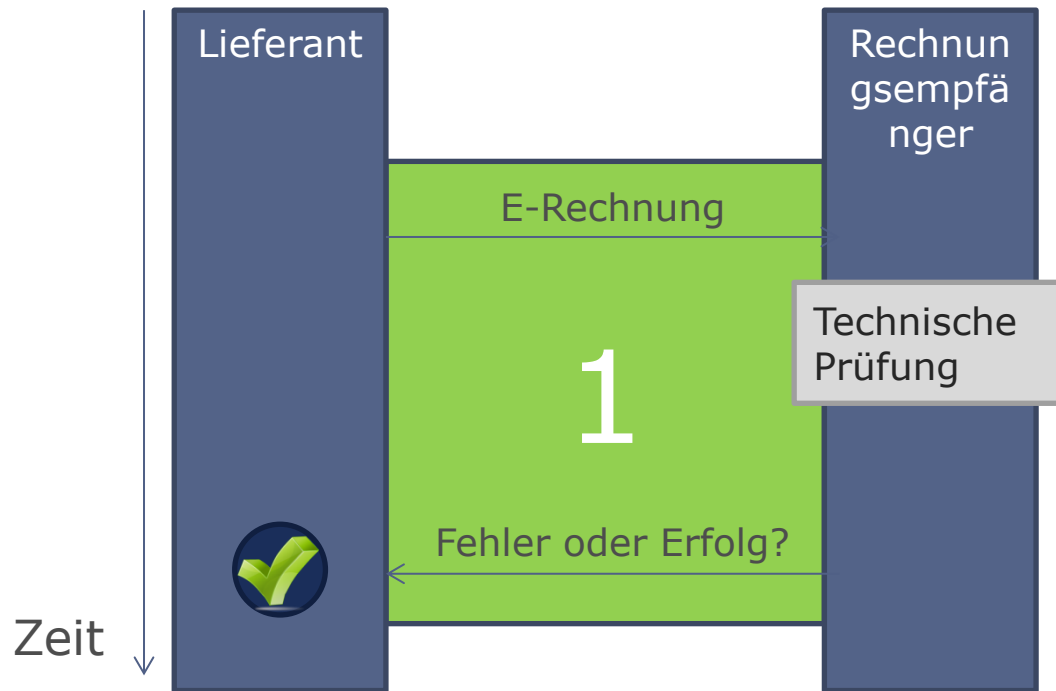 Lieferant
Rechnun
gsempfä
nger
E-Rechnung
Technische
Prüfung
1
Fehler oder Erfolg?
Zeit